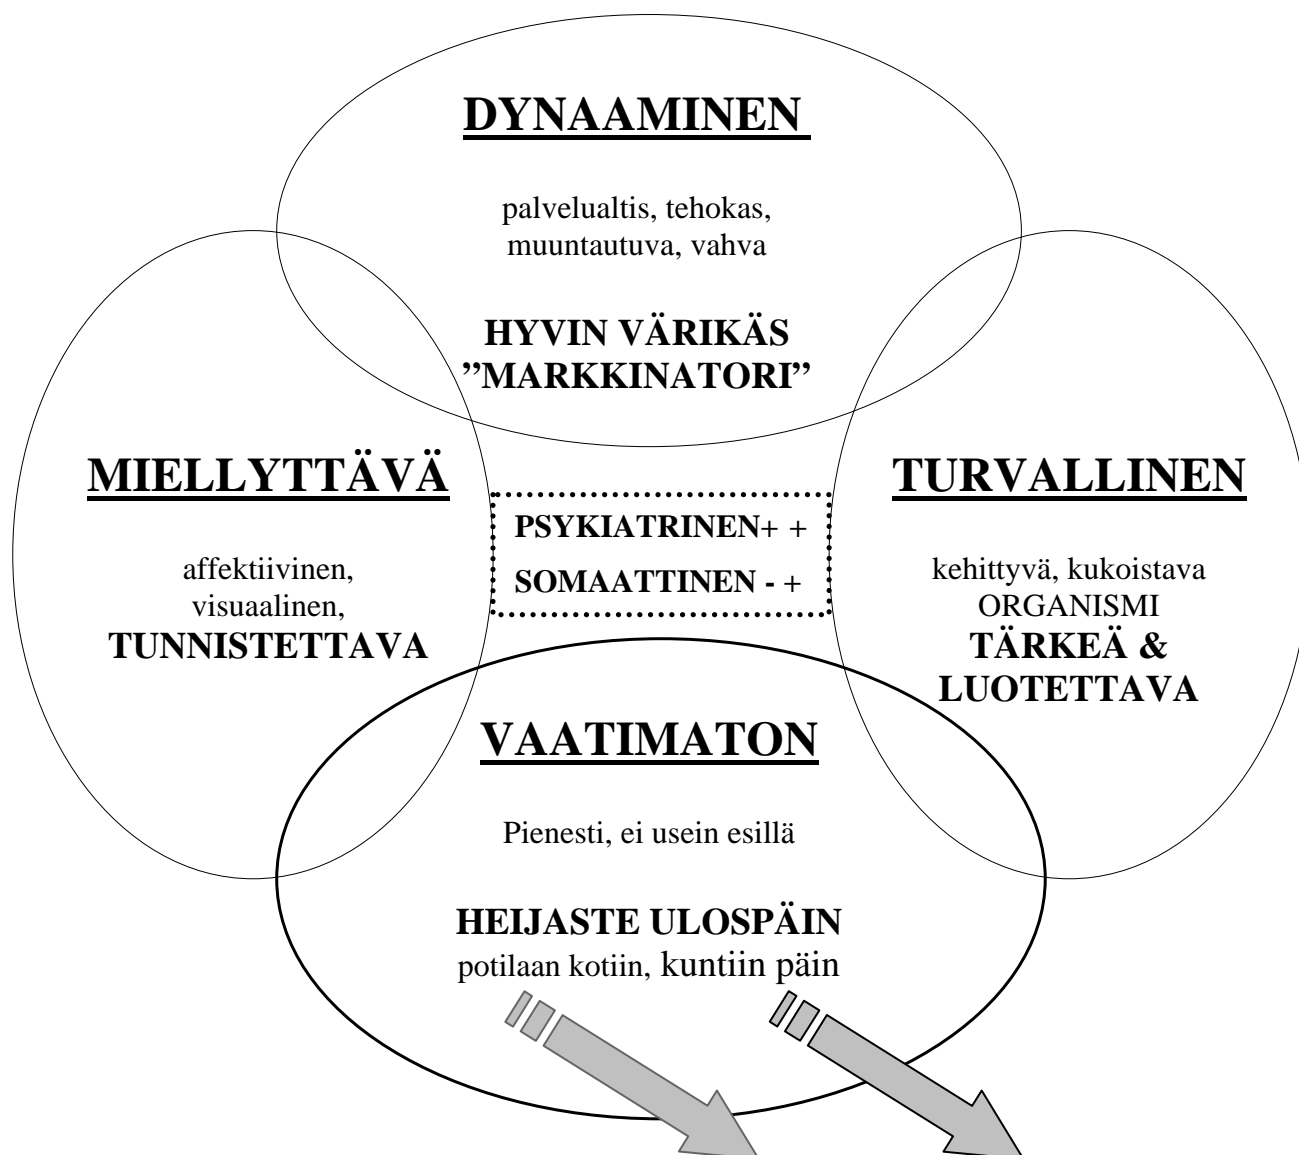 DYNAAMINEN
palvelualtis, tehokas,
muuntautuva, vahva
HYVIN VÄRIKÄS
”MARKKINATORI”
MIELLYTTÄVÄ
affektiivinen,
visuaalinen,
TUNNISTETTAVA
PSYKIATRINEN+ +
SOMAATTINEN - +
TURVALLINEN
kehittyvä, kukoistava
ORGANISMI
TÄRKEÄ &
LUOTETTAVA
VAATIMATON
Pienesti, ei usein esillä
HEIJASTE ULOSPÄIN
potilaan kotiin, kuntiin päin